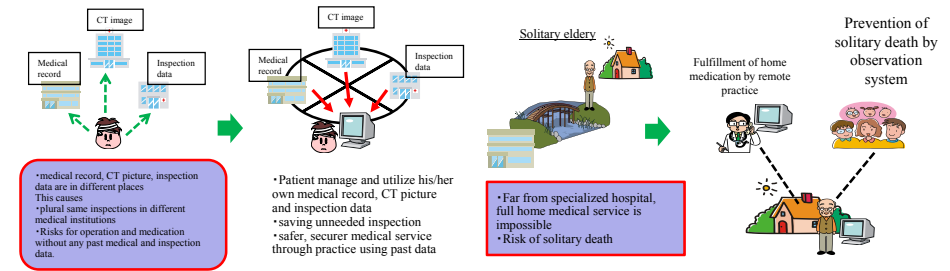 CT image
Medical
record
Inspection
data
・medical record, CT picture, inspection
data are in different places
This causes
・plural same inspections in different
medical institutions
・Risks for operation and medication
without any past medical and inspection
data.
CT image
Medical
record
Inspection
data
・Patient manage and utilize his/her
own medical record, CT picture
and inspection data
・saving unneeded inspection
・safer, securer medical service
through practice using past data
Solitary eldery
・Far from specialized hospital,
full home medical service is
impossible
・Risk of solitary death
Fulfillment of home
medication by remote
practice
Prevention of
solitary death by
observation
system